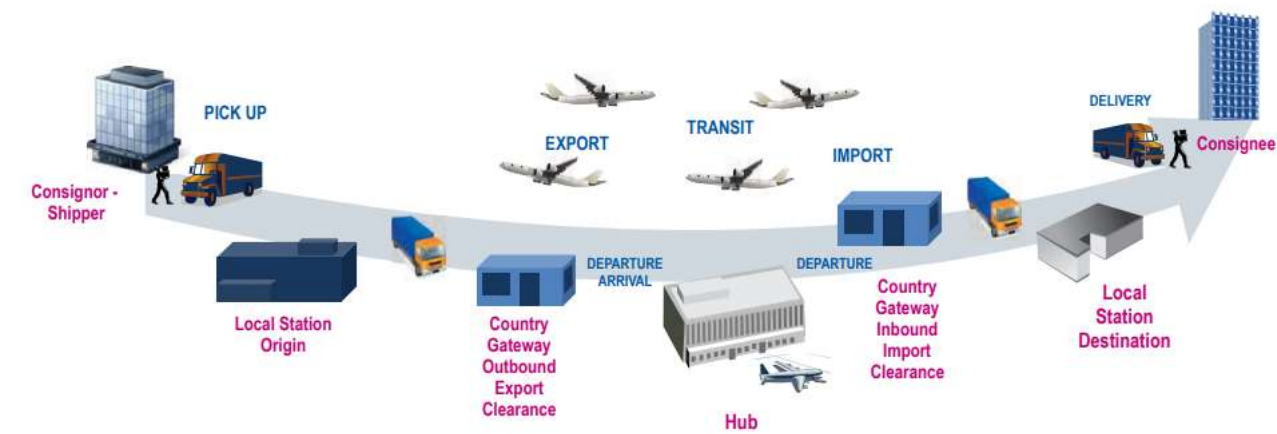 PICK UP
Consignor -
Shipper
Local Station
Origin
EXPORT
Country
Gateway
Outbound
Export
Clearance
DEPARTURE
ARRIVAL
TRANSIT
Hub
DEPARTURE
IMPORT
Country
Gateway
Inbound
Import
Clearance
Local
Station
Destination
DELIVERY
Consignee